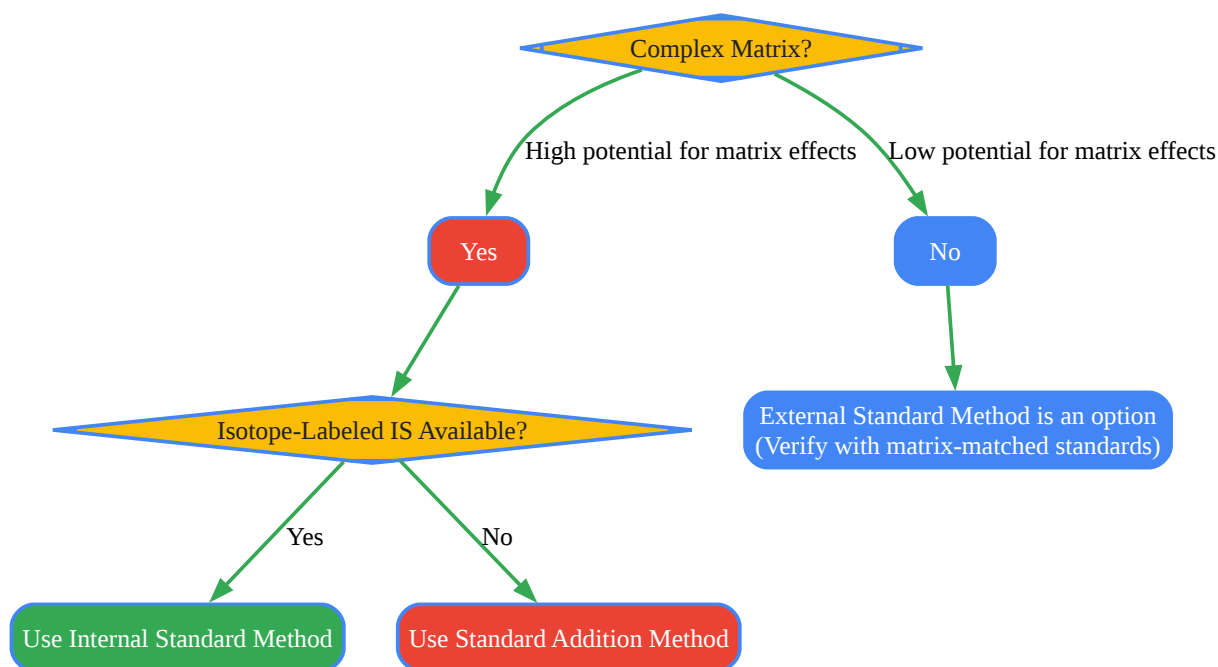 Complex Matrix?
High potential for matrix effects
Low potential for matrix effects
Yes
No
External Standard Method is an option
(Verify with matrix-matched standards)
Isotope-Labeled IS Available?
Yes
No
Use Internal Standard Method
Use Standard Addition Method